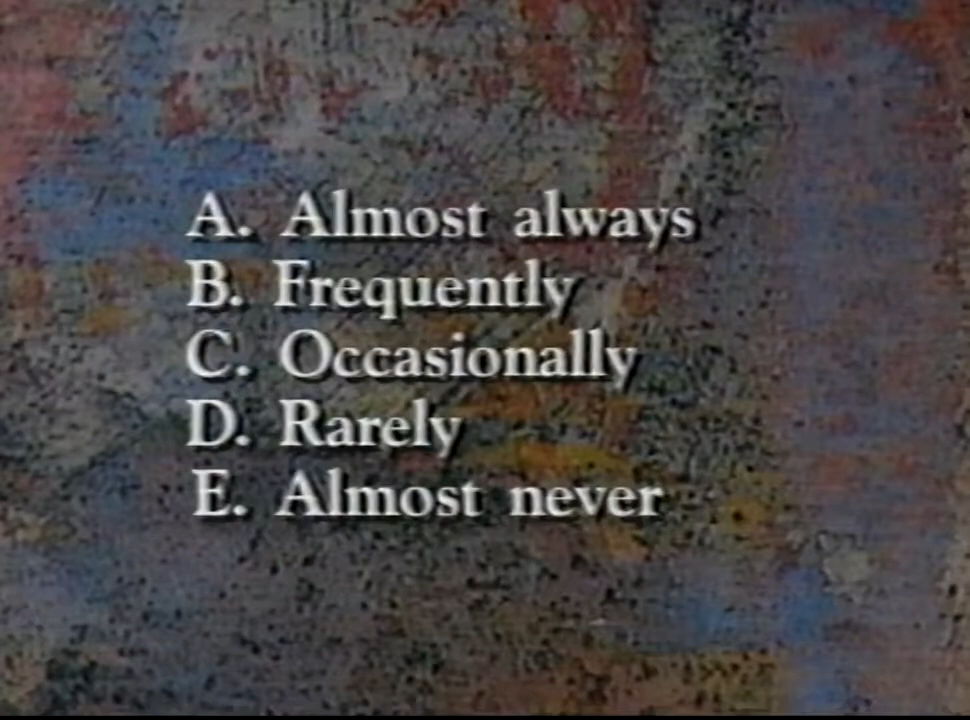 A. Almost always
B. Frequently
C. Occasionally
D. Rarely
E. Almost never